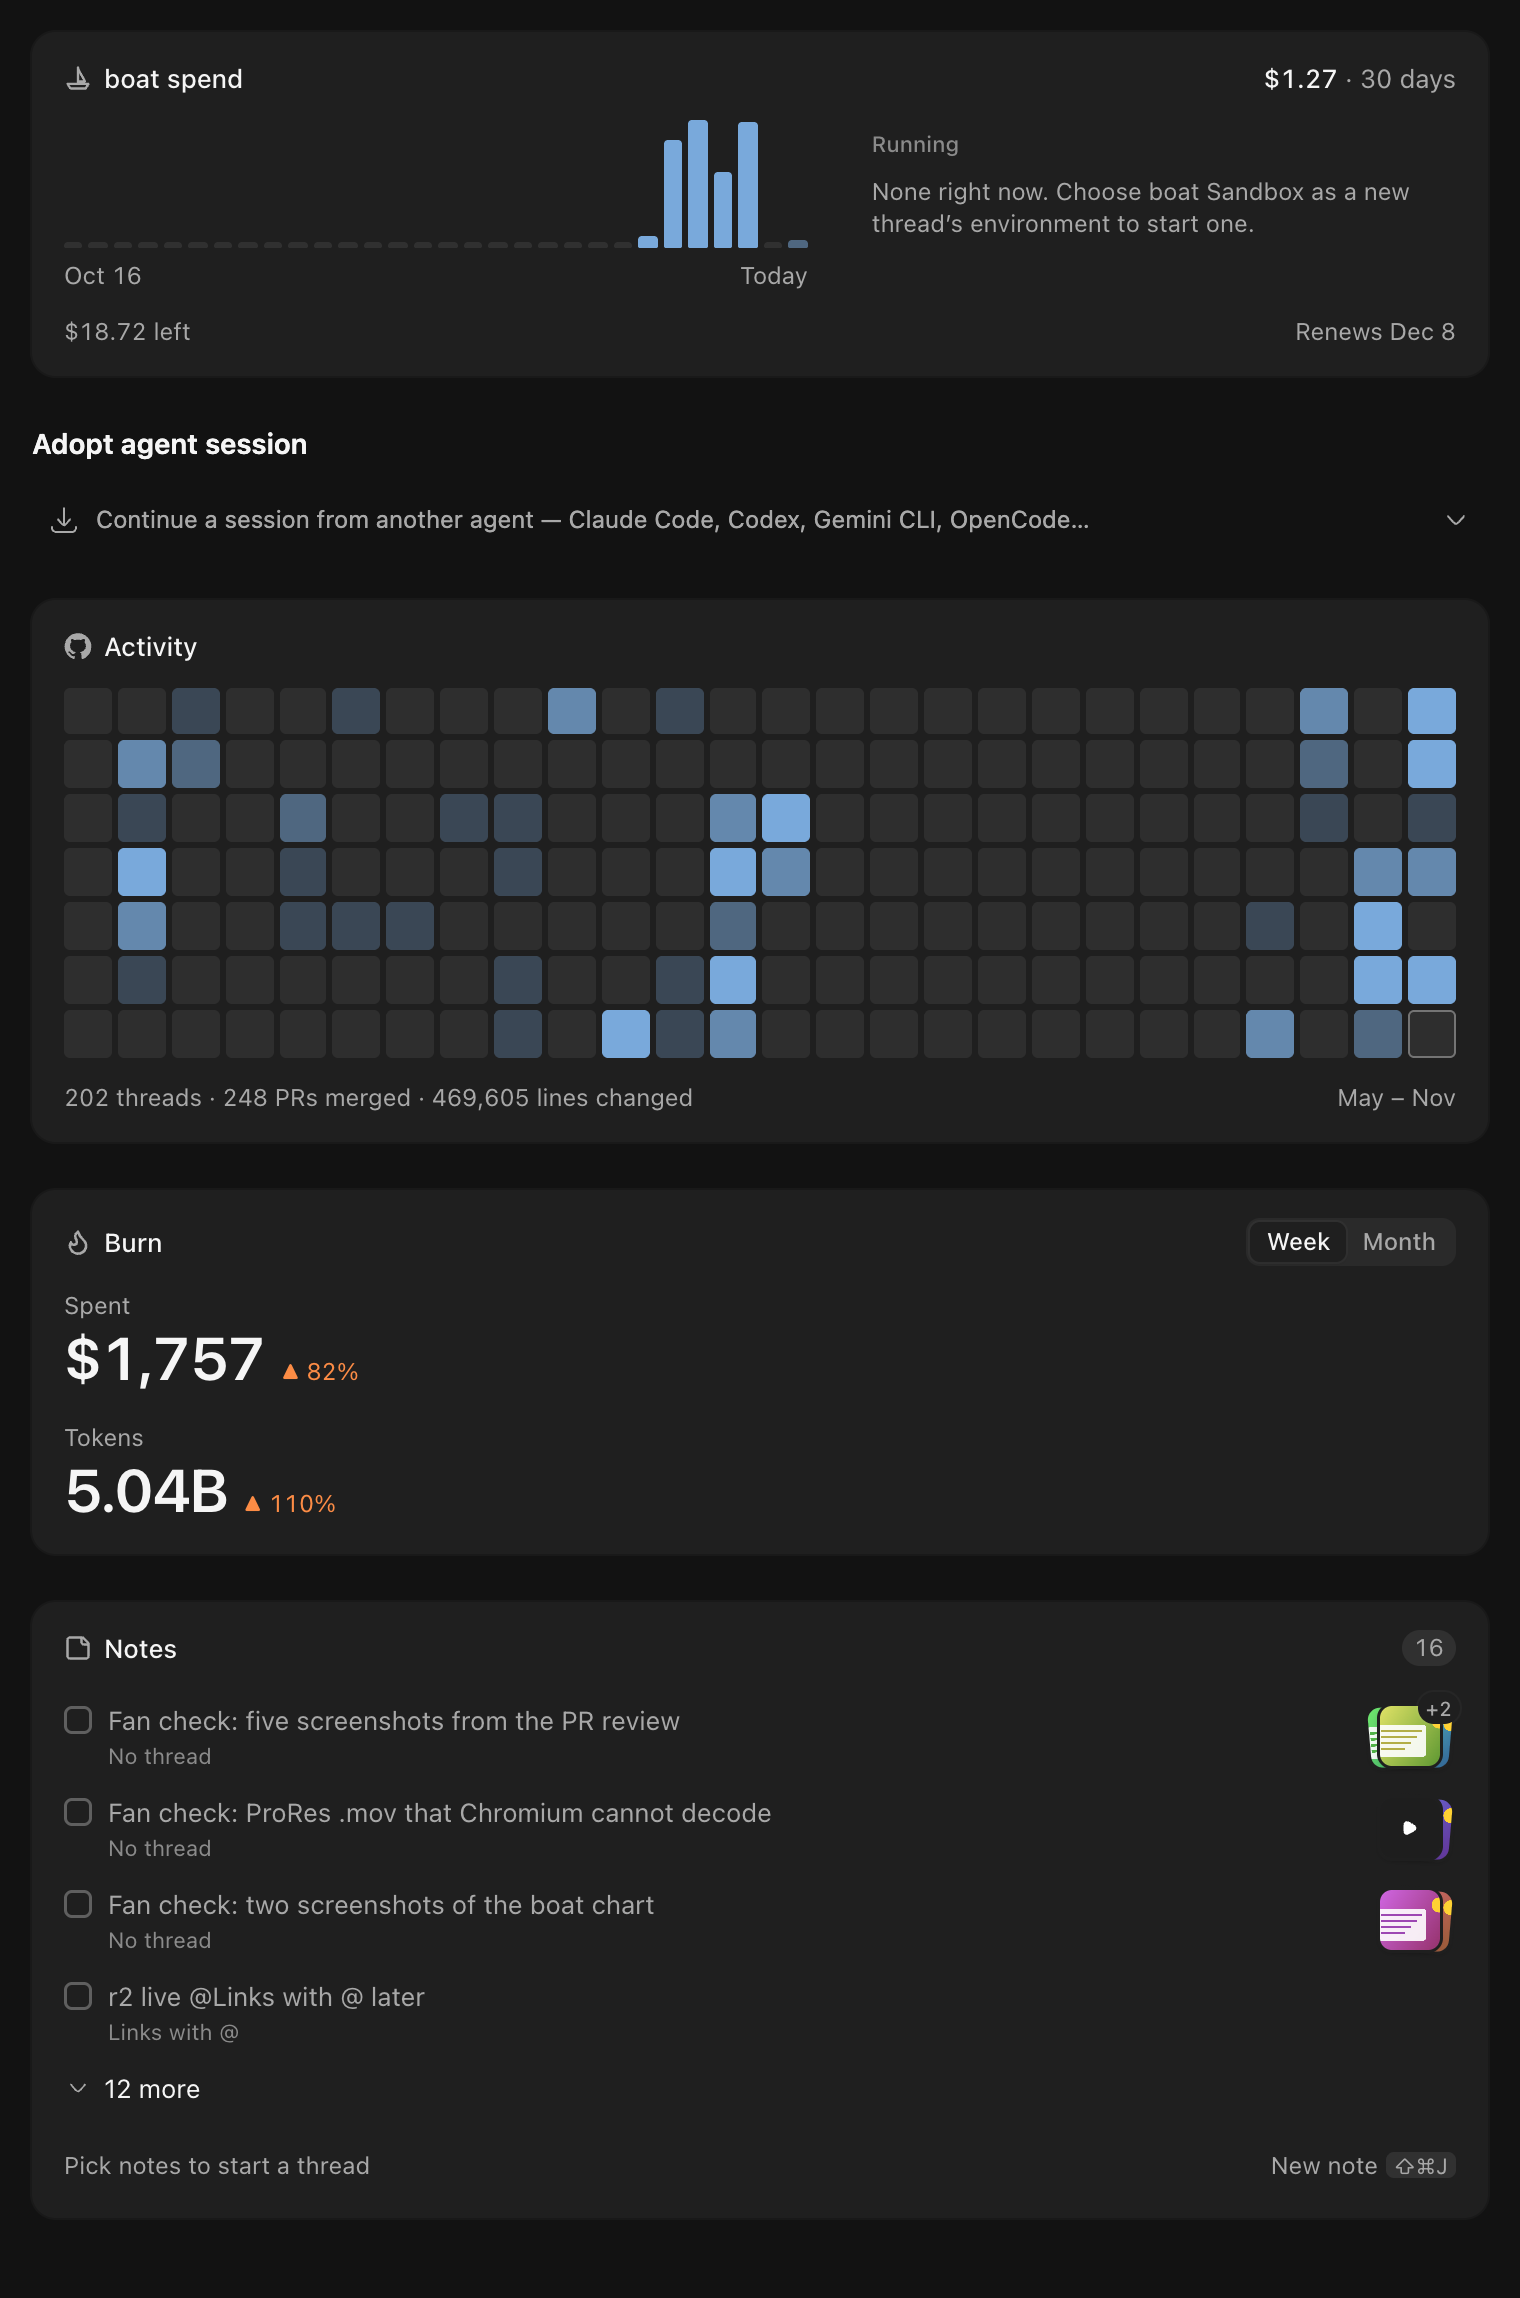 boat spend
$1.27 · 30 days
Running
None right now. Choose boat Sandbox as a new
thread’s environment to start one.
Oct 16
Today
$18.72 left
Renews Dec 8
Adopt agent session
Continue a session from another agent — Claude Code, Codex, Gemini CLI, OpenCode...
Activity
202 threads · 248 PRs merged · 469,605 lines changed
May – Nov
Burn
Week
Month
Spent
$1,757 ▲ 82%
Tokens
5.04B ▲ 110%
Notes
16
Fan check: five screenshots from the PR review
No thread
+2
Fan check: ProRes .mov that Chromium cannot decode
No thread
Fan check: two screenshots of the boat chart
No thread
r2 live @Links with @ later
Links with @
12 more
Pick notes to start a thread
New note ⇧⌘J